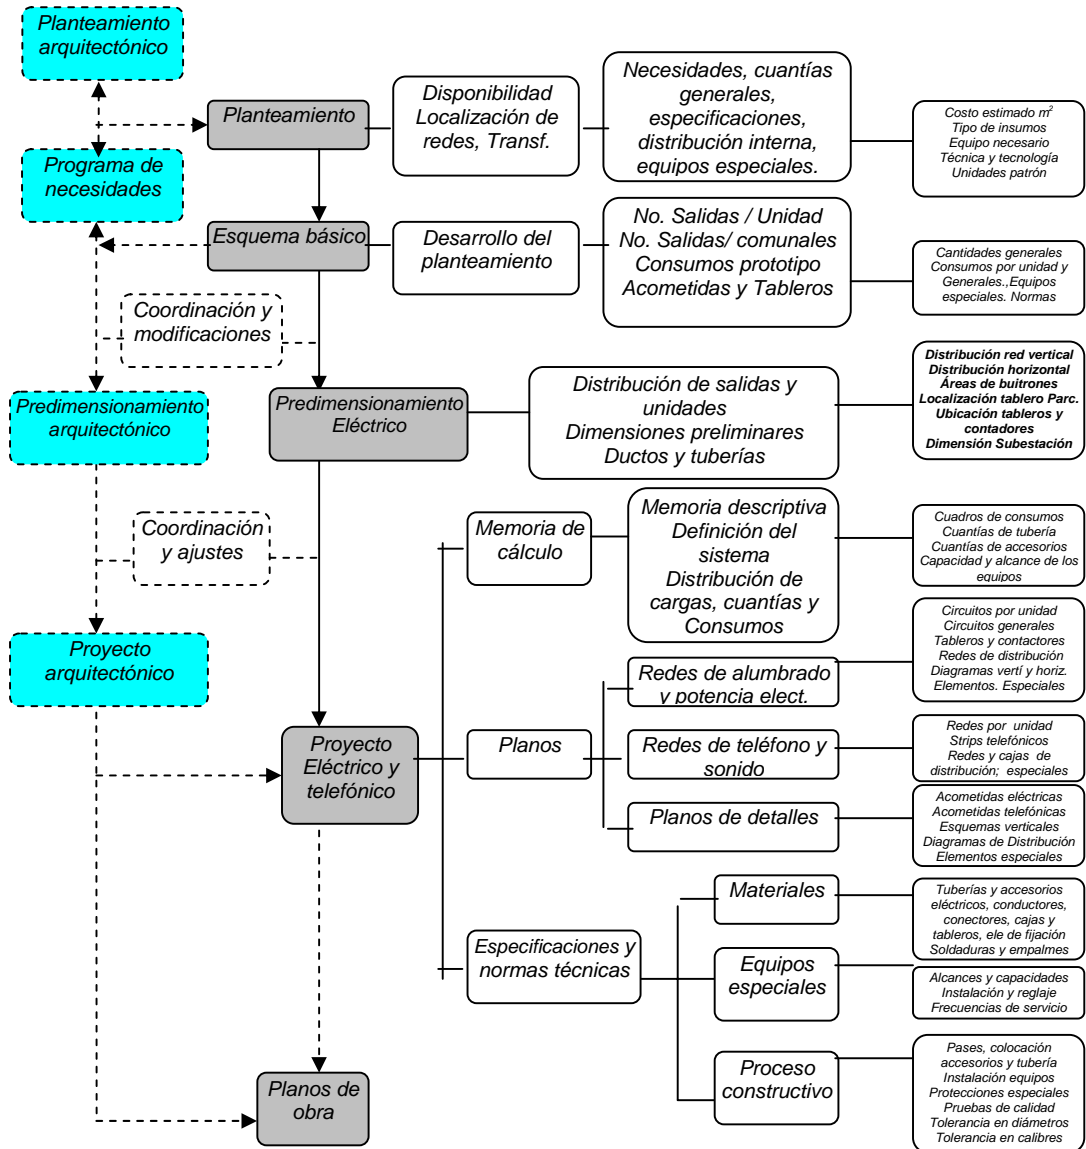 Planteamiento
arquitectónico
Planteamiento
Disponibilidad
Localización de
redes, Transf.
Necesidades, cuantías
generales,
especificaciones,
distribución interna,
equipos especiales.
Costo estimado m²
Tipo de insumos
Equipo necesario
Técnica y tecnología
Unidades patrón
Programa de
necesidades
Esquema básico
Desarrollo del
planteamiento
No. Salidas / Unidad
No. Salidas/ comunales
Consumos prototipo
Acometidas y Tableros
Cantidades generales
Consumos por unidad y
Generales.,Equipos
especiales. Normas
Coordinación y
modificaciones
Predimensionamiento
arquitectónico
Predimensionamiento
Eléctrico
Distribución de salidas y
unidades
Dimensiones preliminares
Ductos y tuberías
Distribución red vertical
Distribución horizontal
Áreas de buitrones
Localización tablero Parc.
Ubicación tableros y
contadores
Dimensión Subestación
Coordinación
y ajustes
Memoria de
cálculo
Memoria descriptiva
Definición del
sistema
Distribución de
cargas, cuantías y
Consumos
Cuadros de consumos
Cuantías de tubería
Cuantías de accesorios
Capacidad y alcance de los
equipos
Proyecto
arquitectónico
Proyecto
Eléctrico y
telefónico
Planos
Redes de alumbrado
y potencia elect.
Circuitos por unidad
Circuitos generales
Tableros y contactores
Redes de distribución
Diagramas vertí y horiz.
Elementos. Especiales
Redes de teléfono y
sonido
Redes por unidad
Strips telefónicos
Redes y cajas de
distribución; especiales
Planos de detalles
Acometidas eléctricas
Acometidas telefónicas
Esquemas verticales
Diagramas de Distribución
Elementos especiales
Especificaciones y
normas técnicas
Materiales
Tuberías y accesorios
eléctricos, conductores,
conectores, cajas y
tableros, ele de fijación
Soldaduras y empalmes
Equipos
especiales
Alcances y capacidades
Instalación y reglaje
Frecuencias de servicio
Proceso
constructivo
Pases, colocación
accesorios y tubería
Instalación equipos
Protecciones especiales
Pruebas de calidad
Tolerancia en diámetros
Tolerancia en calibres
Planos de
obra